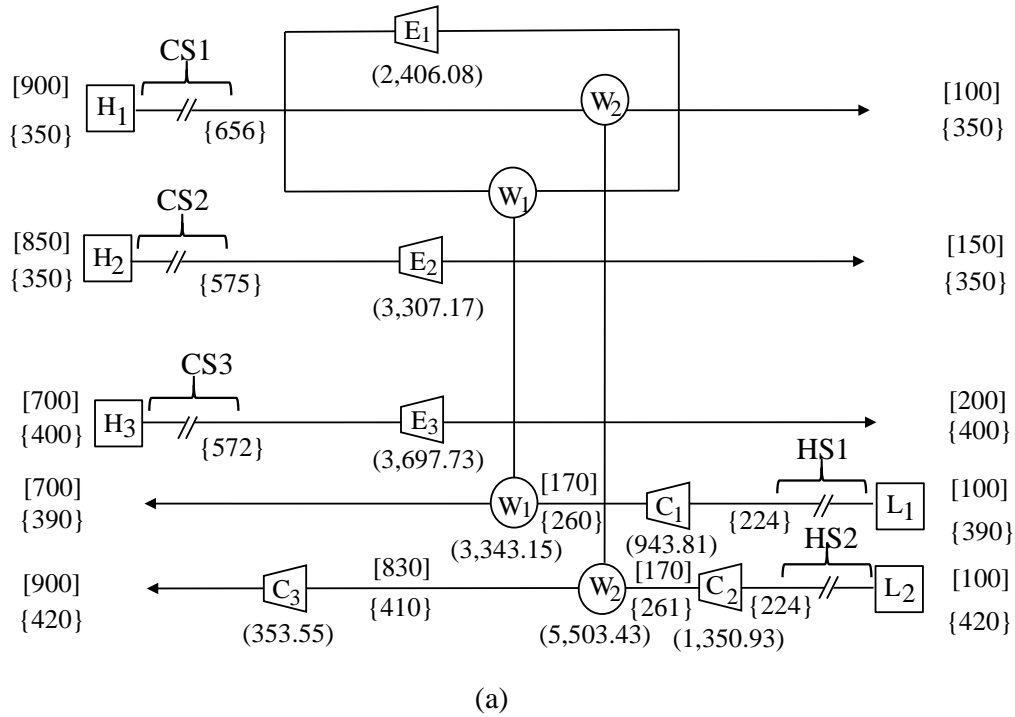 E1
(2,406.08)
CS1
[900]
{350}
H1
{656}
W2
[100]
{350}
W1
CS2
[850]
{350}
H2
{575}
E2
(3,307.17)
[150]
{350}
CS3
[700]
{400}
H3
{572}
E3
(3,697.73)
[200]
{400}
HS1
[700]
{390}
W1
(3,343.15)
[170]
{260}
C1
(943.81)
{224}
L1
[100]
{390}
HS2
[900]
{420}
C3
(353.55)
[830]
{410}
W2
(5,503.43)
[170]
{261}
C2
(1,350.93)
{224}
L2
[100]
{420}
(a)